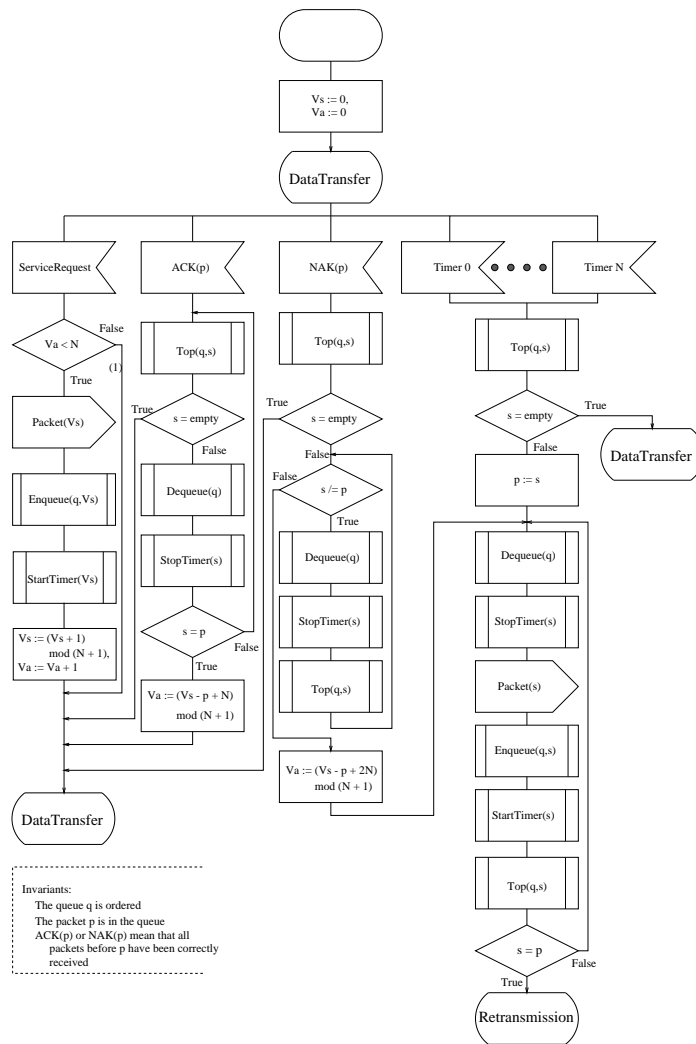 Vs := 0,
Va := 0
DataTransfer
ServiceRequest
ACK(p)
NAK(p)
Timer 0
Timer N
Va < N
False
(1)
True
Packet(Vs)
Enqueue(q,Vs)
StartTimer(Vs)
Vs := (Vs + 1)
mod (N + 1),
Va := Va + 1
DataTransfer
Top(q,s)
True
s = empty
False
Dequeue(q)
StopTimer(s)
s = p
False
True
Va := (Vs - p + N)
mod (N + 1)
Top(q,s)
True
s = empty
False
False
s /= p
True
Dequeue(q)
StopTimer(s)
Top(q,s)
Va := (Vs - p + 2N)
mod (N + 1)
Top(q,s)
s = empty
True
False
DataTransfer
p := s
Dequeue(q)
StopTimer(s)
Packet(s)
Enqueue(q,s)
StartTimer(s)
Top(q,s)
s = p
False
True
Retransmission
Invariants:
The queue q is ordered
The packet p is in the queue
ACK(p) or NAK(p) mean that all
packets before p have been correctly
received